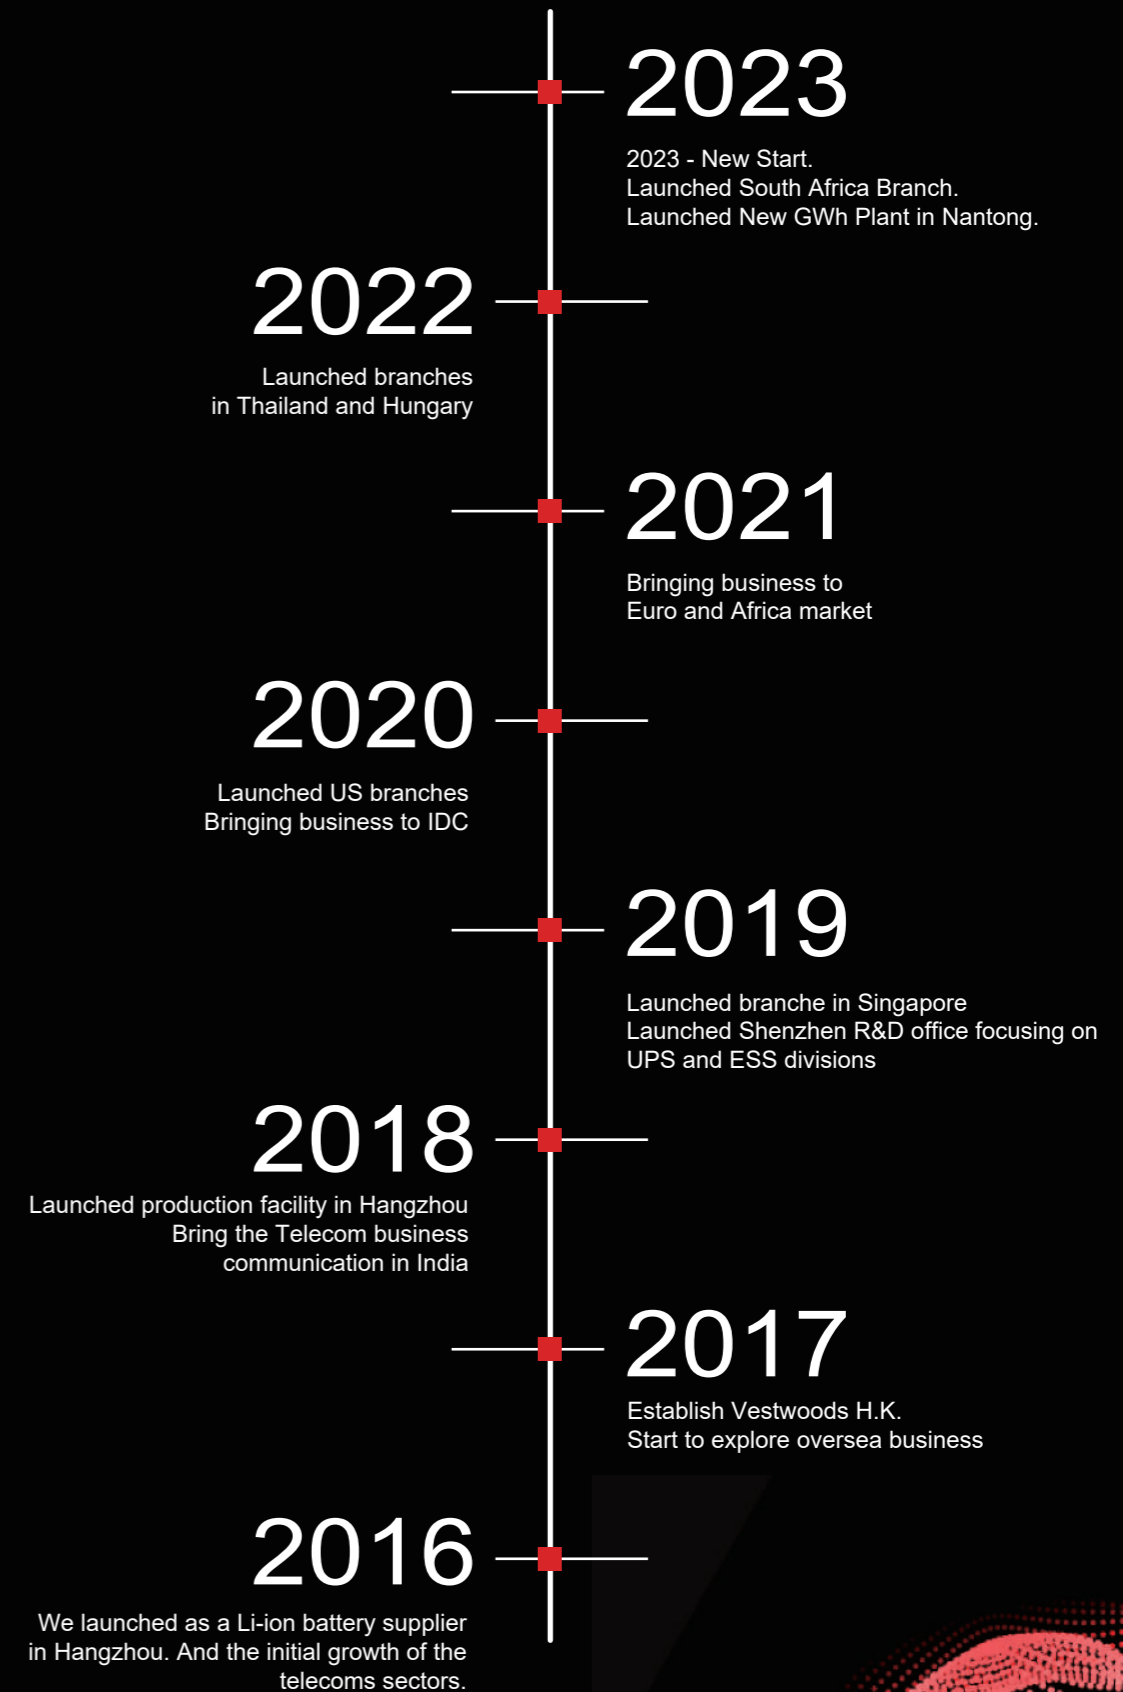 2023
2023 - New Start.
Launched South Africa Branch.
Launched New GWh Plant in Nantong.
2022
Launched branches
in Thailand and Hungary
2021
Bringing business to
Euro and Africa market
2020
Launched US branches
Bringing business to IDC
2019
Launched branche in Singapore
Launched Shenzhen R&D office focusing on
UPS and ESS divisions
2018
Launched production facility in Hangzhou
Bring the Telecom business
communication in India
2017
Establish Vestwoods H.K.
Start to explore oversea business
2016
We launched as a Li-ion battery supplier
in Hangzhou. And the initial growth of the
telecoms sectors.